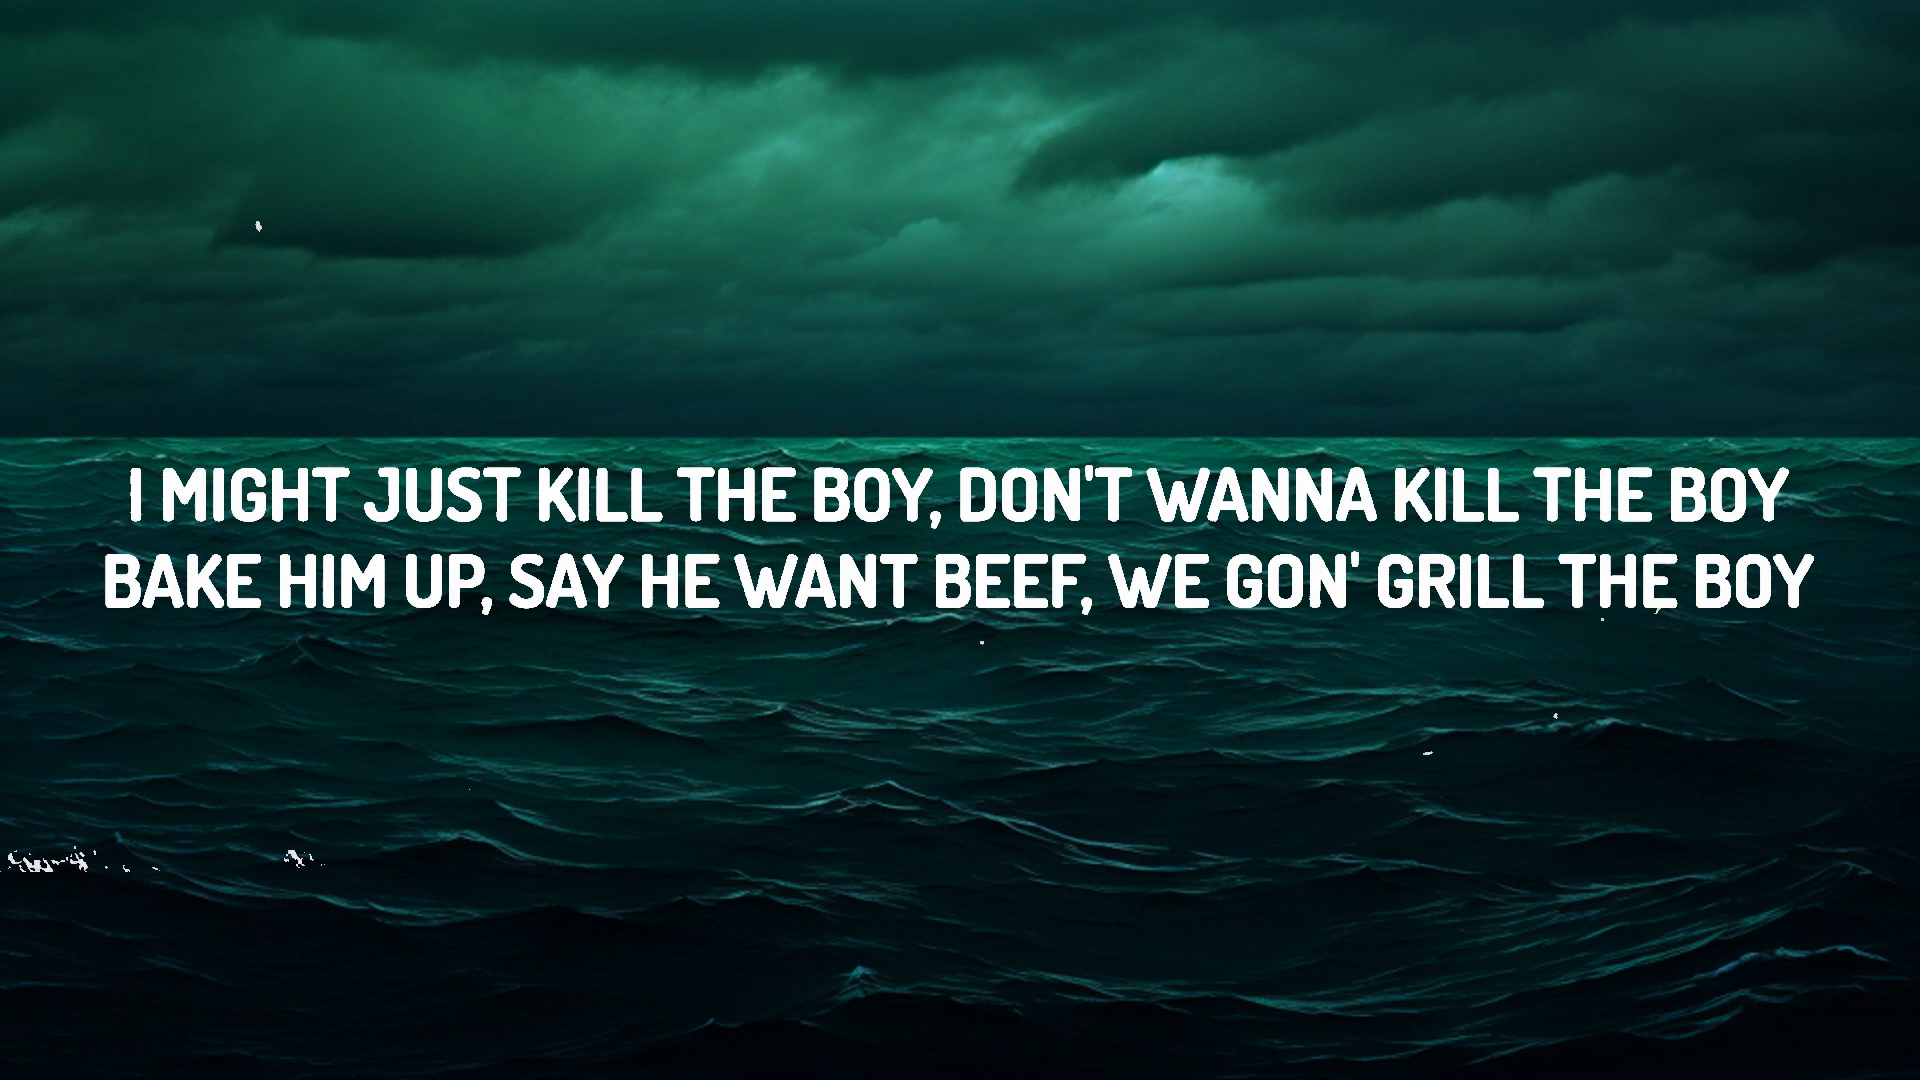 I MIGHT JUST KILL THE BOY, DON'T WANNA KILL THE BOY
BAKE HIM UP, SAY HE WANT BEEF, WE GON' GRILL THE BOY